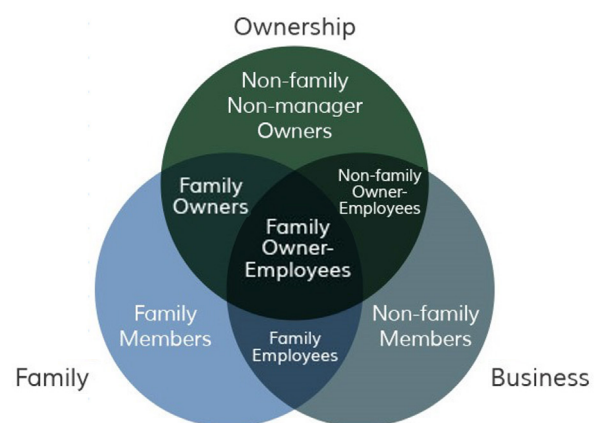 Ownership
Non-family
Non-manager
Owners
Family
Owners
Non-family
Owner-
Employees
Family
Owner-
Employees
Family
Members
Family
Employees
Non-family
Members
Family
Business